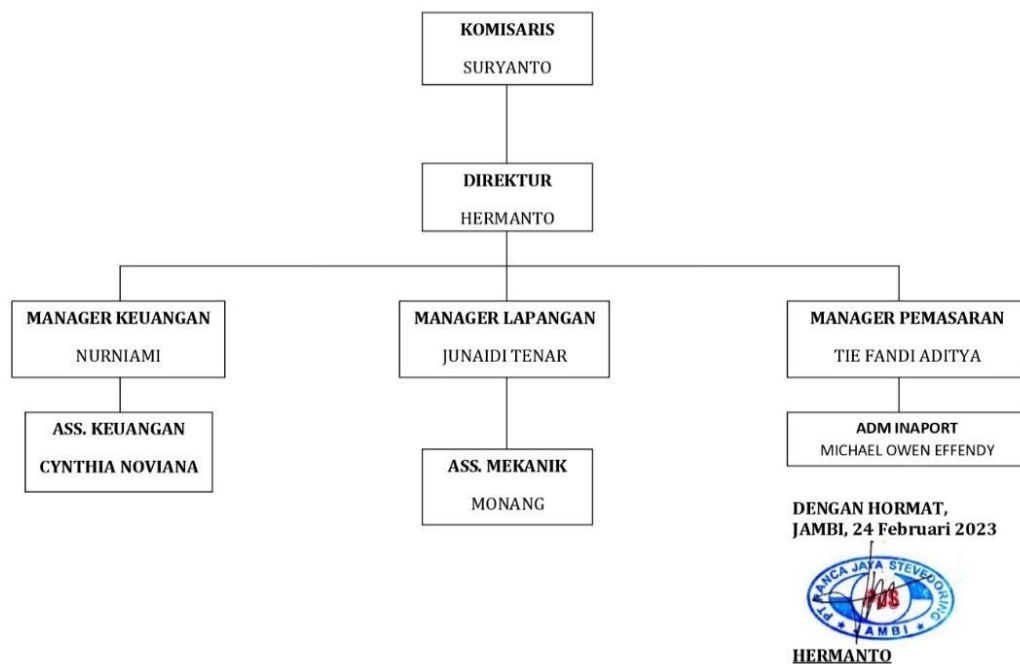 KOMISARIS
SURYANTO
DIREKTUR
HERMANTO
MANAGER KEUANGAN
NURNIAMI
MANAGER LAPANGAN
JUNAIDI TENAR
MANAGER PEMASARAN
TIE FANDI ADITYA
ASS. KEUANGAN
CYNTHIA NOVIANA
ASS. MEKANIK
MONANG
ADM INAPORT
MICHAEL OWEN EFFENDY
DENGAN HORMAT,
JAMBI, 24 Februari 2023
PT PANCA JAYA STEVEDORING
PJS
JAMBI
HERMANTO